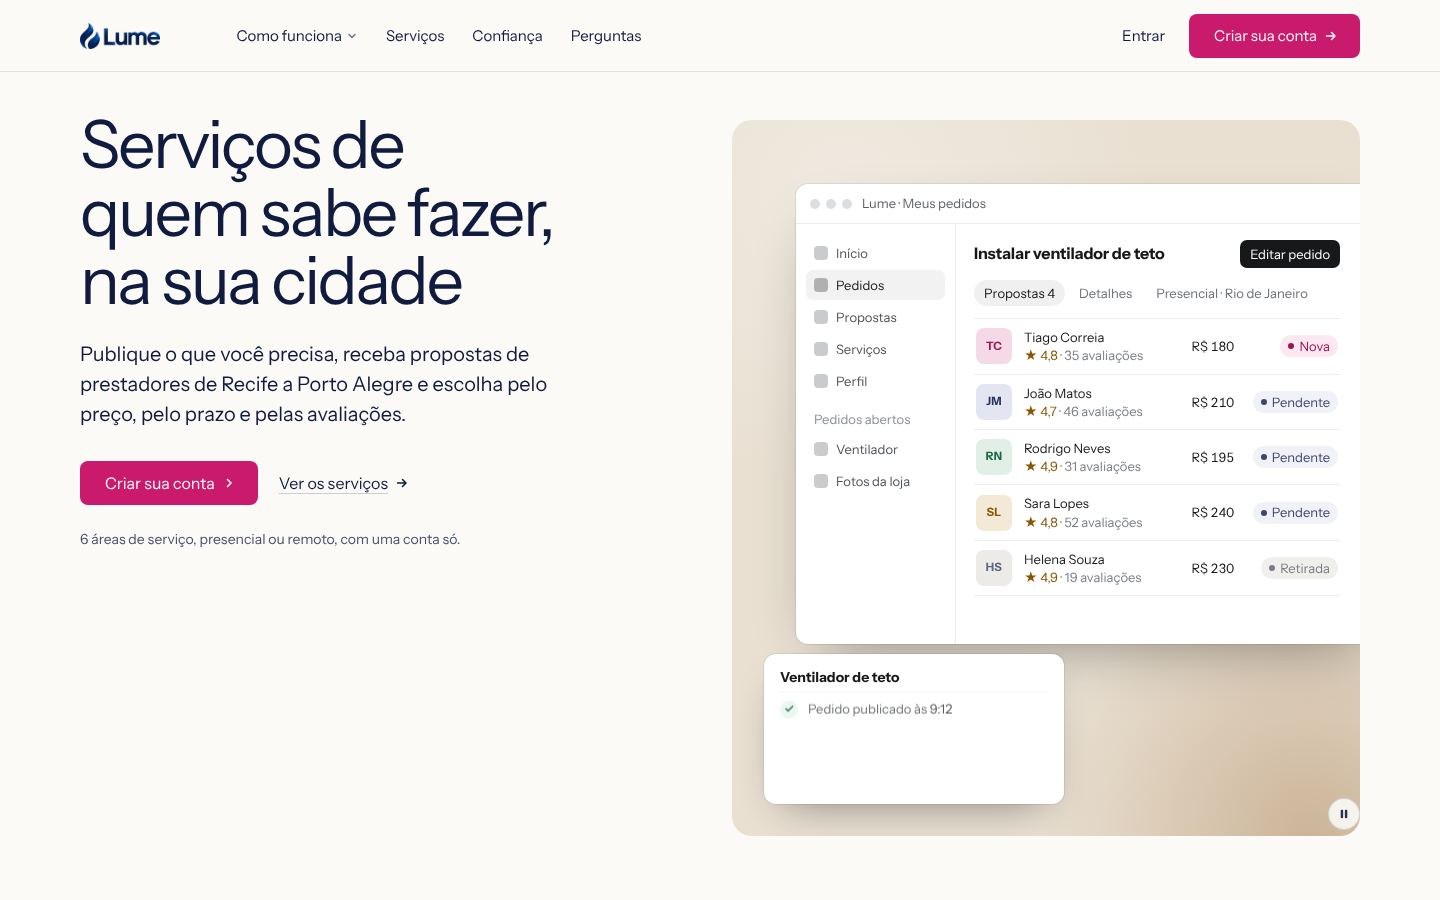 Lume
Como funciona
Serviços
Confiança
Perguntas
Entrar
Criar sua conta
Serviços de
quem sabe fazer,
na sua cidade
Publique o que você precisa, receba propostas de
prestadores de Recife a Porto Alegre e escolha pelo
preço, pelo prazo e pelas avaliações.
Criar sua conta
Ver os serviços
6 áreas de serviço, presencial ou remoto, com uma conta só.
Lume · Meus pedidos
Início
Pedidos
Propostas
Serviços
Perfil
Pedidos abertos
Ventilador
Fotos da loja
Instalar ventilador de teto
Editar pedido
Propostas 4
Detalhes
Presencial · Rio de Janeiro
TC
Tiago Correia
★ 4,8 · 35 avaliações
R$ 180
Nova
JM
João Matos
★ 4,7 · 46 avaliações
R$ 210
Pendente
RN
Rodrigo Neves
★ 4,9 · 31 avaliações
R$ 195
Pendente
SL
Sara Lopes
★ 4,8 · 52 avaliações
R$ 240
Pendente
HS
Helena Souza
★ 4,9 · 19 avaliações
R$ 230
Retirada
Ventilador de teto
Pedido publicado às 9:12